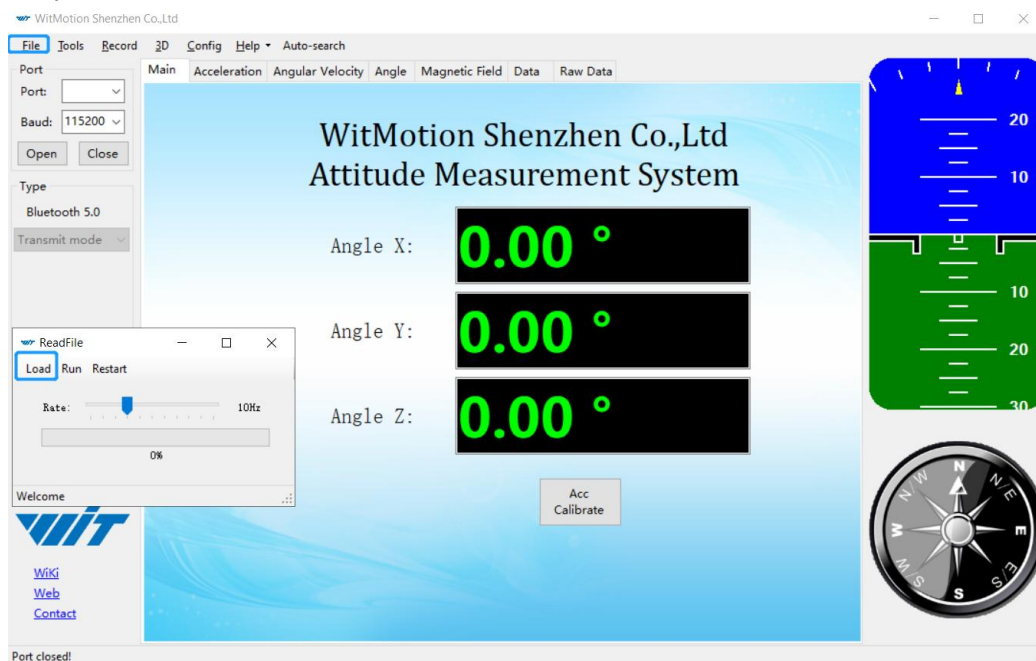 WitMotion Shenzhen Co.,Ltd
File Tools Record 3D Config Help Auto-search
Port
Port:
Baud: 115200
Open Close
Type
Bluetooth 5.0
Transmit mode
Main Acceleration Angular Velocity Angle Magnetic Field Data Raw Data
WitMotion Shenzhen Co.,Ltd
Attitude Measurement System
Angle X: 0.00 °
Angle Y: 0.00 °
Angle Z: 0.00 °
Acc
Calibrate
ReadFile
Load Run Restart
Rate: 10Hz
0%
Welcome
WIT
WiKi
Web
Contact
20
10
10
20
30
N
N/E
E
S/E
S
S/W
W
N/W
Port closed!